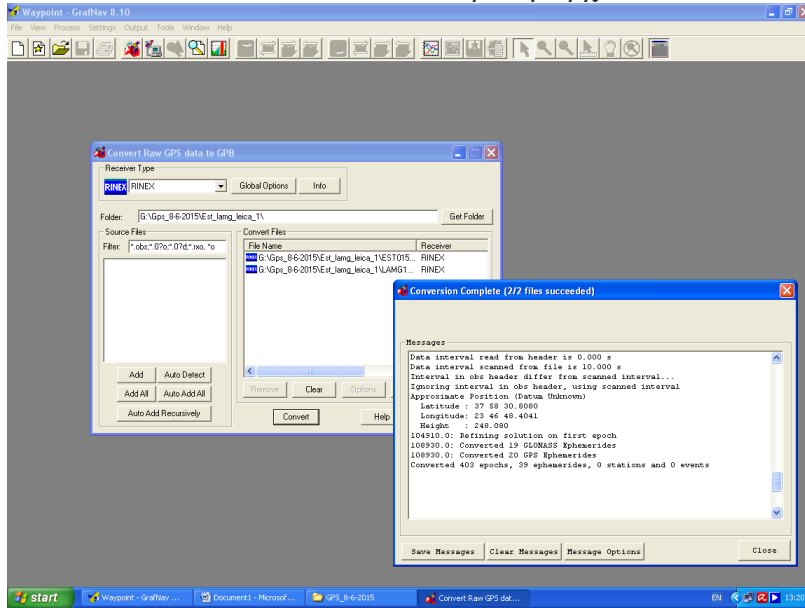 Waypoint - GrafNav 8.10
File View Process Settings Output Tools Window Help
Convert Raw GPS data to GPB
Receiver Type
RINEX RINEX Global Options Info
Folder: G:\Gps_8-6-2015\Est_lamg_leica_1\ Get Folder
Source Files
Filter: *.obs;*.0?o;*.0?d;*.rxo, *o
Add Auto Detect
Add All Auto Add All
Auto Add Recursively
Convert Files
File Name Receiver
G:\Gps_8-6-2015\Est_lamg_leica_1\EST015... RINEX
G:\Gps_8-6-2015\Est_lamg_leica_1\LAMG1... RINEX
Remove Clear Options
Convert Help
Conversion Complete (2/2 files succeeded)
Messages
Data interval read from header is 0.000 s
Data interval scanned from file is 10.000 s
Interval in obs header differ from scanned interval...
Ignoring interval in obs header, using scanned interval
Approximate Position (Datum Unknown)
Latitude : 37 58 30.8080
Longitude: 23 46 48.4041
Height : 248.080
104910.0: Refining solution on first epoch
108930.0: Converted 19 GLONASS Ephemerides
108930.0: Converted 20 GPS Ephemerides
Converted 403 epochs, 39 ephemerides, 0 stations and 0 events
Save Messages Clear Messages Message Options Close
start Waypoint - GrafNav ... Document1 - Microsof... GPS_8-6-2015 Convert Raw GPS dat... EN 13:20